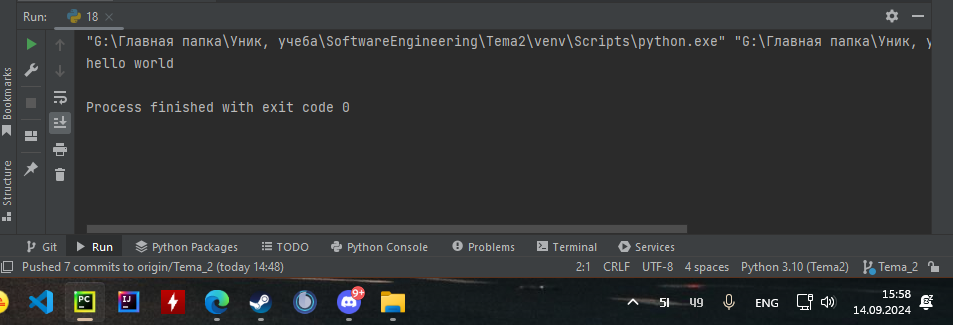 Run: 18
"G:\Главная папка\Уник, учеба\SoftwareEngineering\Tema2\venv\Scripts\python.exe" "G:\Главная папка\Уник, у
hello world
Process finished with exit code 0
Bookmarks
Structure
Git Run Python Packages TODO Python Console Problems Terminal Services
Pushed 7 commits to origin/Tema_2 (today 14:48) 2:1 CRLF UTF-8 4 spaces Python 3.10 (Tema2) Tema_2
PC IJ 9+ 51 49 ENG 15:58
14.09.2024